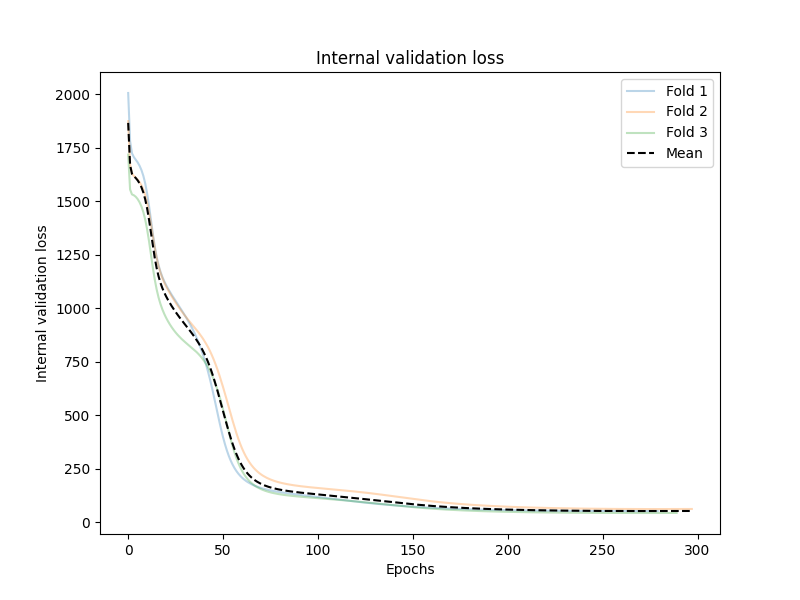 Internal validation loss
Fold 1
Fold 2
Fold 3
Mean
2000
1750
1500
1250
1000
750
500
250
0
Internal validation loss
0 50 100 150 200 250 300
Epochs